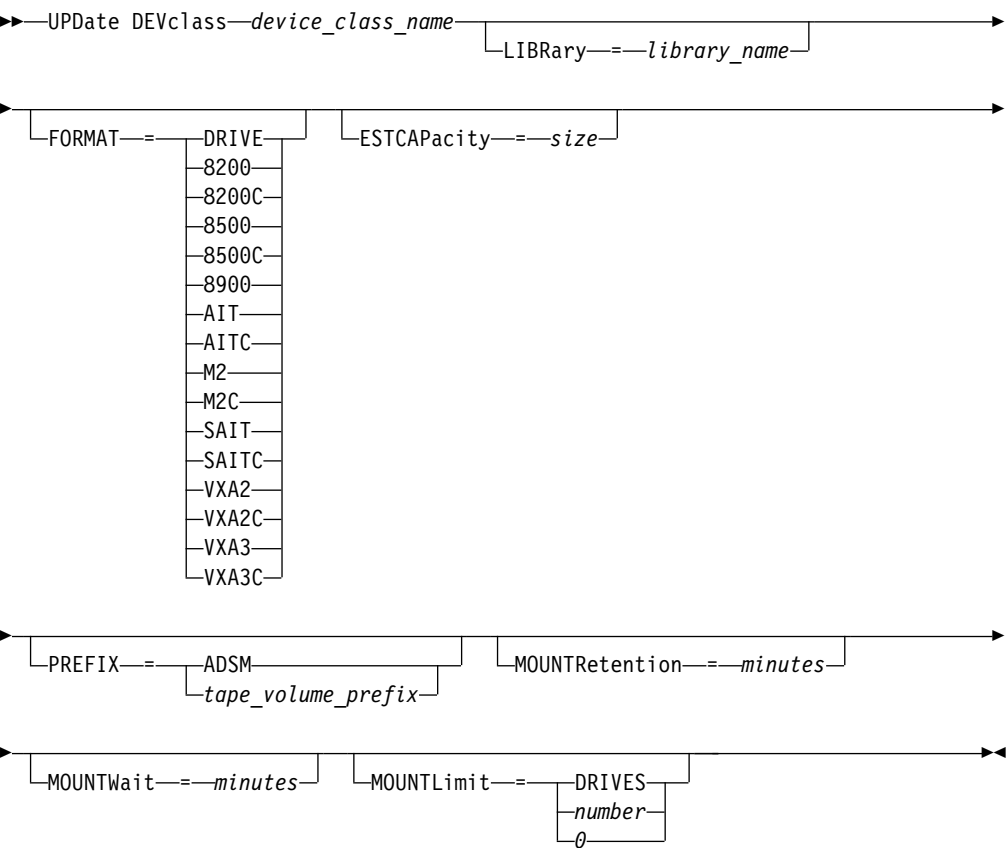 UPDate DEVclass device_class_name
LIBRary = library_name
FORMAT = DRIVE
8200
8200C
8500
8500C
8900
AIT
AITC
M2
M2C
SAIT
SAITC
VXA2
VXA2C
VXA3
VXA3C
ESTCAPacity = size
PREFIX = ADSM
tape_volume_prefix
MOUNTRetention = minutes
MOUNTWait = minutes
MOUNTLimit = DRIVES
number
0